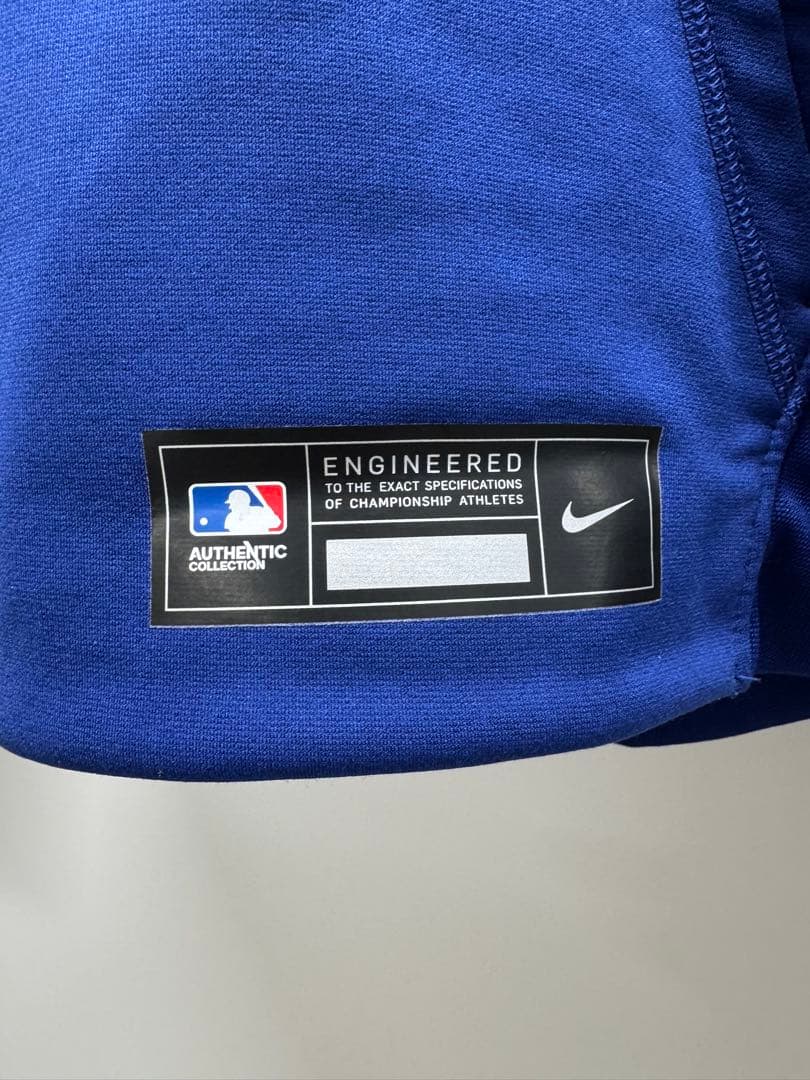 ENGINEERED
TO THE EXACT SPECIFICATIONS
OF CHAMPIONSHIP ATHLETES
AUTHENTIC
COLLECTION